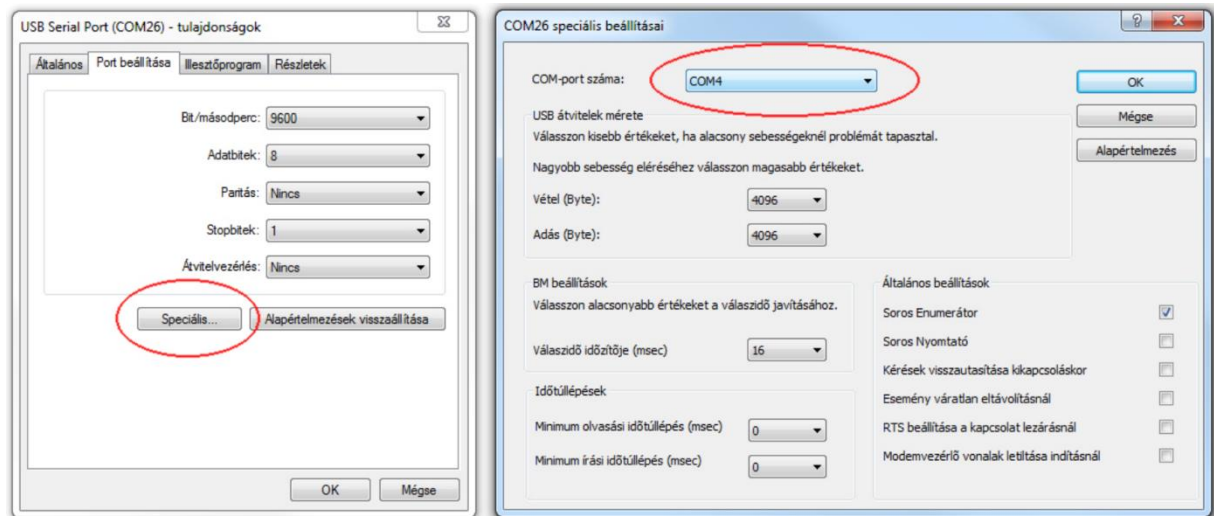 USB Serial Port (COM26) - tulajdonságok
Általános Port beállítása Illesztőprogram Részletek
Bit/másodperc: 9600
Adatbitek: 8
Paritás: Nincs
Stopbitek: 1
Átvitelvezérlés: Nincs
Speciális... Alapértelmezések visszaállítása
OK Mégse
COM26 speciális beállításai
COM-port száma: COM4
OK
Mégse
Alapértelmezés
USB átvitelek mérete
Válasszon kisebb értékeket, ha alacsony sebességeknél problémát tapasztal.
Nagyobb sebesség eléréséhez válasszon magasabb értékeket.
Vétel (Byte): 4096
Adás (Byte): 4096
BM beállítások
Válasszon alacsonyabb értékeket a válaszidő javításához.
Válaszidő időzítõje (msec) 16
Időtúllépések
Minimum olvasási időtúllépés (msec) 0
Minimum írási időtúllépés (msec) 0
Általános beállítások
Soros Enumerátor
Soros Nyomtató
Kérések visszautasítása kikapcsoláskor
Esemény váratlan eltávolításnál
RTS beállítása a kapcsolat lezárásnál
Modemvezérlő vonalak letiltása indításnál